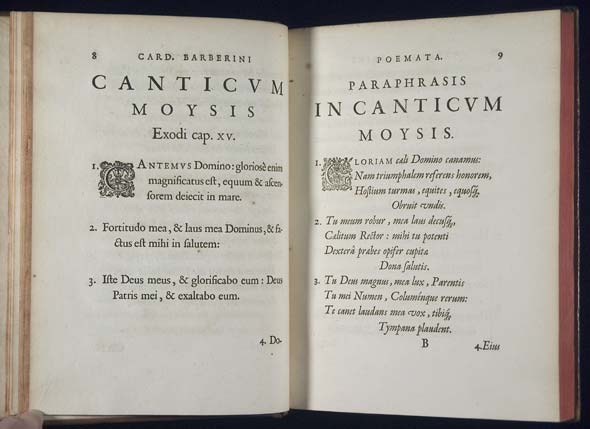 8 CARD. BARBERINI
CANTICVM
MOYSIS
Exodi cap. XV.
1. CANTEMVS Domino: gloriosè enim
magnificatus est, equum & ascen-
sorem deiecit in mare.
2. Fortitudo mea, & laus mea Dominus, & fa-
ctus est mihi in salutem:
3. Iste Deus meus, & glorificabo eum: Deus
Patris mei, & exaltabo eum.
4. Do-
POEMATA. 9
PARAPHRASIS
IN CANTICVM
MOYSIS.
1. GLORIAM cæli Domino canamus:
Nam triumphalem referens honorem,
Hostium turmas, equites, equosq́;
Obruit vndis.
2. Tu meum robur, mea laus decusq́;,
Cælitum Rector: mihi tu potenti
Dexterâ præbes opifer cupita
Dona salutis.
3. Tu Deus magnus, mea lux, Parentis
Tu mei Numen, Columénque rerum:
Te canet laudans mea vox, tibiq́;
Tympana plaudent.
B 4. Eius